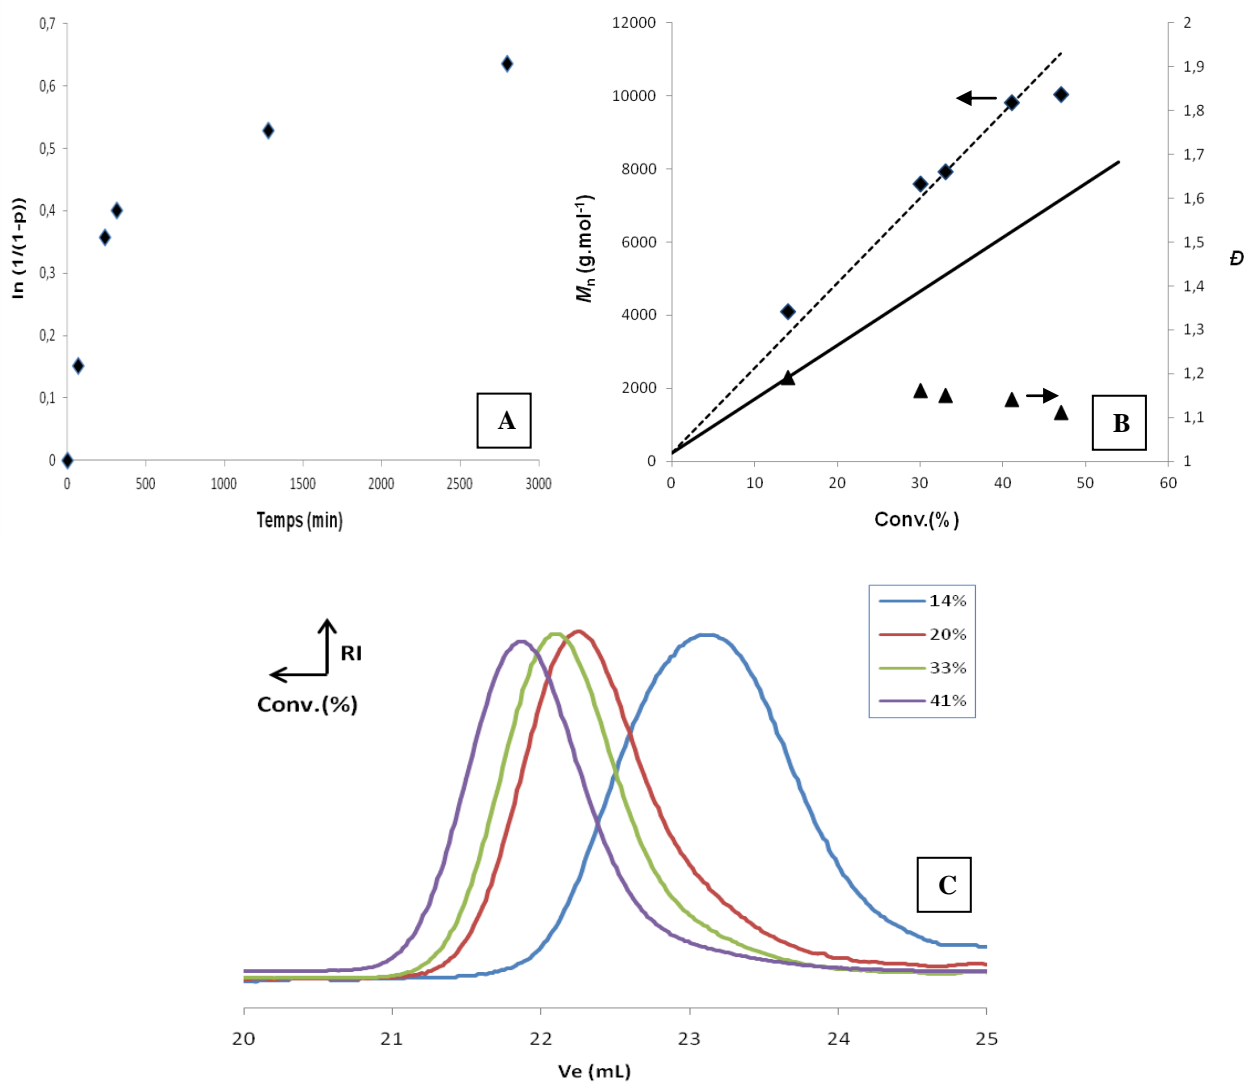 0,7
0,6
0,5
0,4
0,3
0,2
0,1
0
ln (1/(1-p))
0 500 1000 1500 2000 2500 3000
Temps (min)
A
12000
10000
8000
6000
4000
2000
0
Mn (g.mol-1)
2
1,9
1,8
1,7
1,6
1,5
1,4
1,3
1,2
1,1
1
Đ
0 10 20 30 40 50 60
Conv.(%)
B
RI
Conv.(%)
14%
20%
33%
41%
C
20 21 22 23 24 25
Ve (mL)